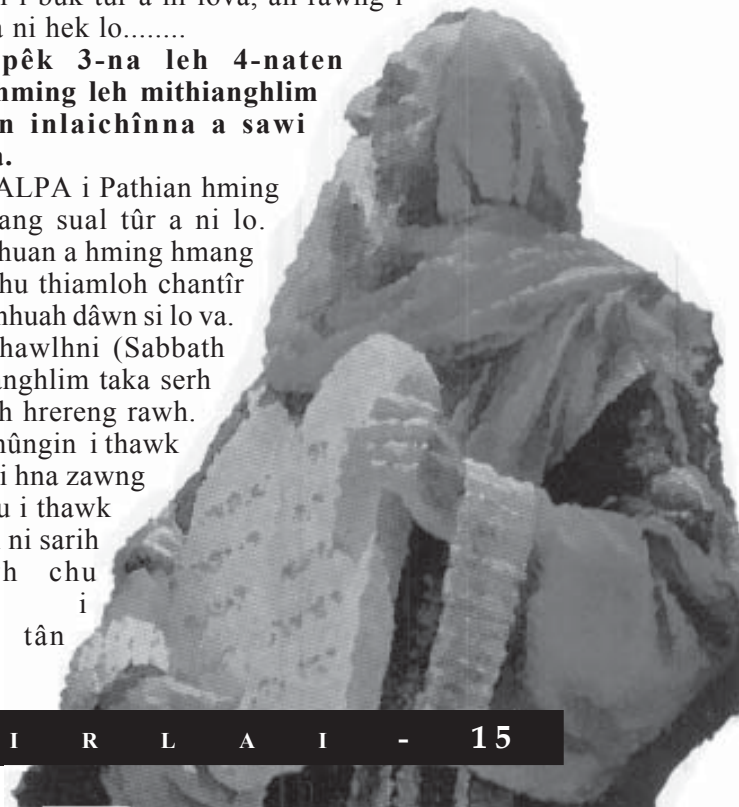 i buk tûr a ni lova, an rawng i
ni hek lo........
pêk 3-na leh 4-naten
hming leh mithianghlim
inlaichînna a sawi
ALPA i Pathian hming
ang sual tûr a ni lo.
huan a hming hmang
hu thiamloh chantîr
nhuah dâwn si lo va.
hawlhni (Sabbath
anghlim taka serh
h hrereng rawh.
hûngin i thawk
i hna zawng
u i thawk
ni sarih
h chu
i
tân
I R L A I - 15